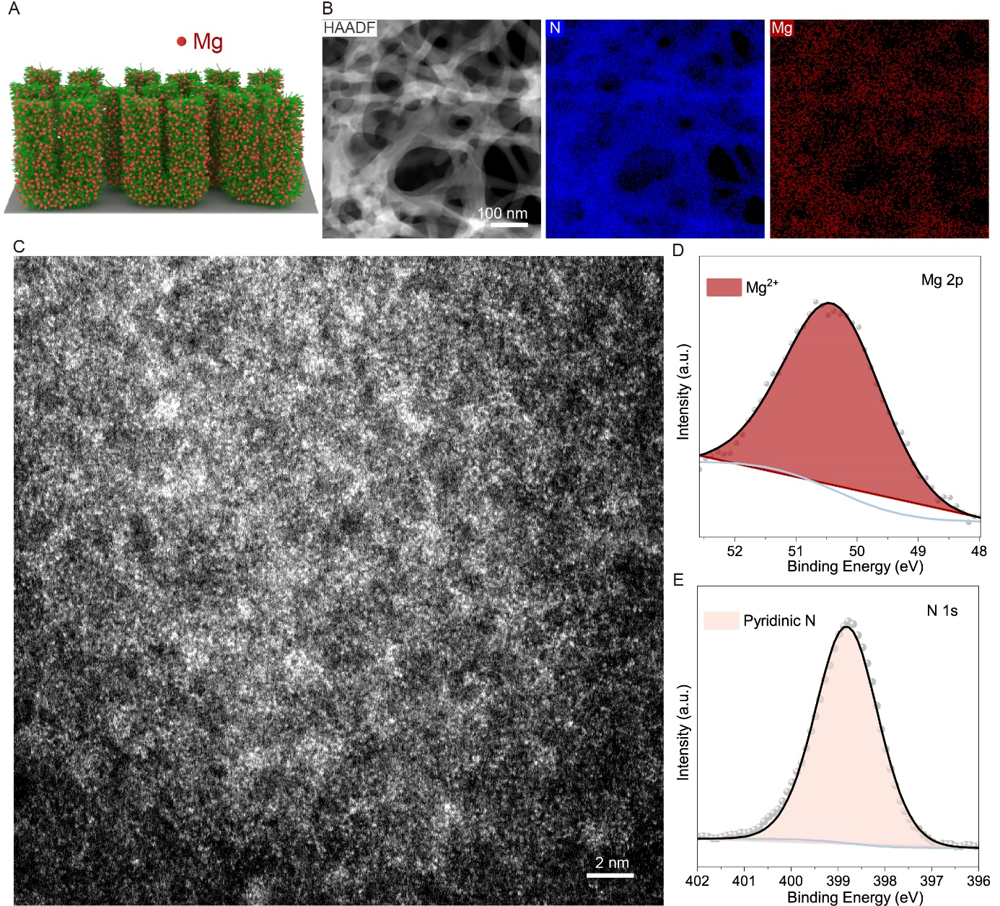 A
Mg
B
HAADF
N
Mg
100 nm
C
2 nm
D
Mg²⁺
Mg 2p
Intensity (a.u.)
52 51 50 49 48
Binding Energy (eV)
E
Pyridinic N
N 1s
Intensity (a.u.)
402 401 400 399 398 397 396
Binding Energy (eV)